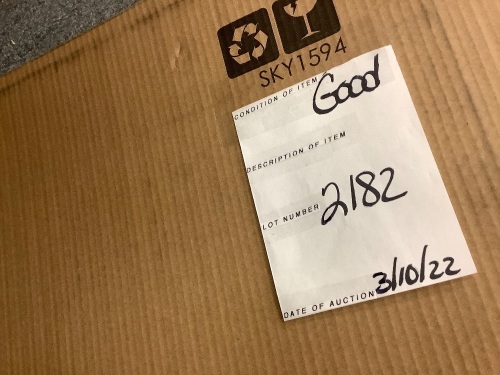 SKY1594
CONDITION OF ITEM Good
DESCRIPTION OF ITEM
LOT NUMBER 2182
DATE OF AUCTION 3/10/22